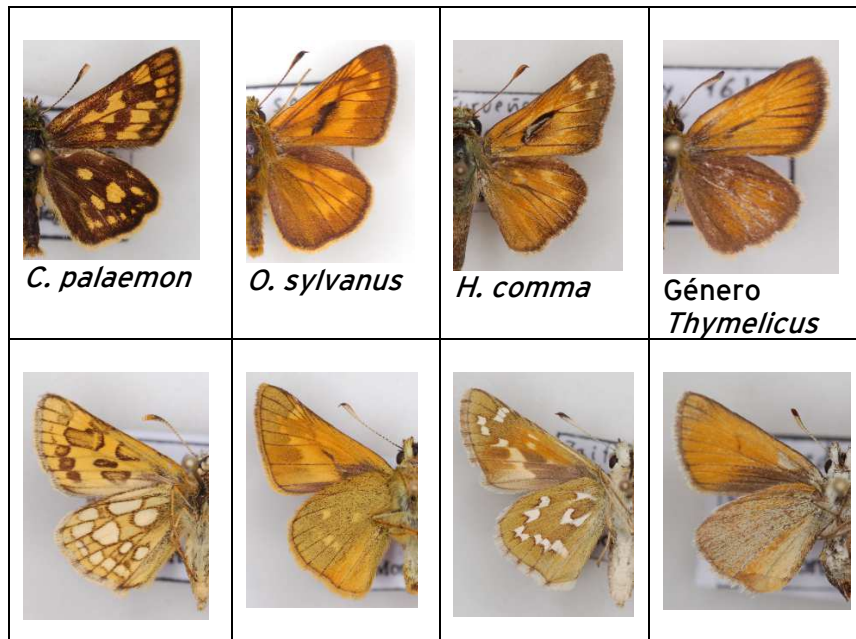 C. palaemon
O. sylvanus
H. comma
Género
Thymelicus